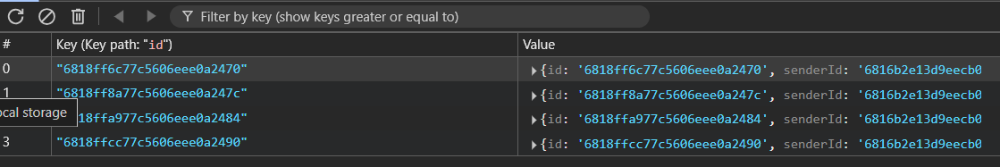 Filter by key (show keys greater or equal to)
# Key (Key path: "id") Value
0 "6818ff6c77c5606eee0a2470" ▶{id: '6818ff6c77c5606eee0a2470', senderId: '6816b2e13d9eecb0
1 "6818ff8a77c5606eee0a247c" ▶{id: '6818ff8a77c5606eee0a247c', senderId: '6816b2e13d9eecb0
ocal storage 18ffa977c5606eee0a2484" ▶{id: '6818ffa977c5606eee0a2484', senderId: '6816b2e13d9eecb0
3 "6818ffcc77c5606eee0a2490" ▶{id: '6818ffcc77c5606eee0a2490', senderId: '6816b2e13d9eecb0